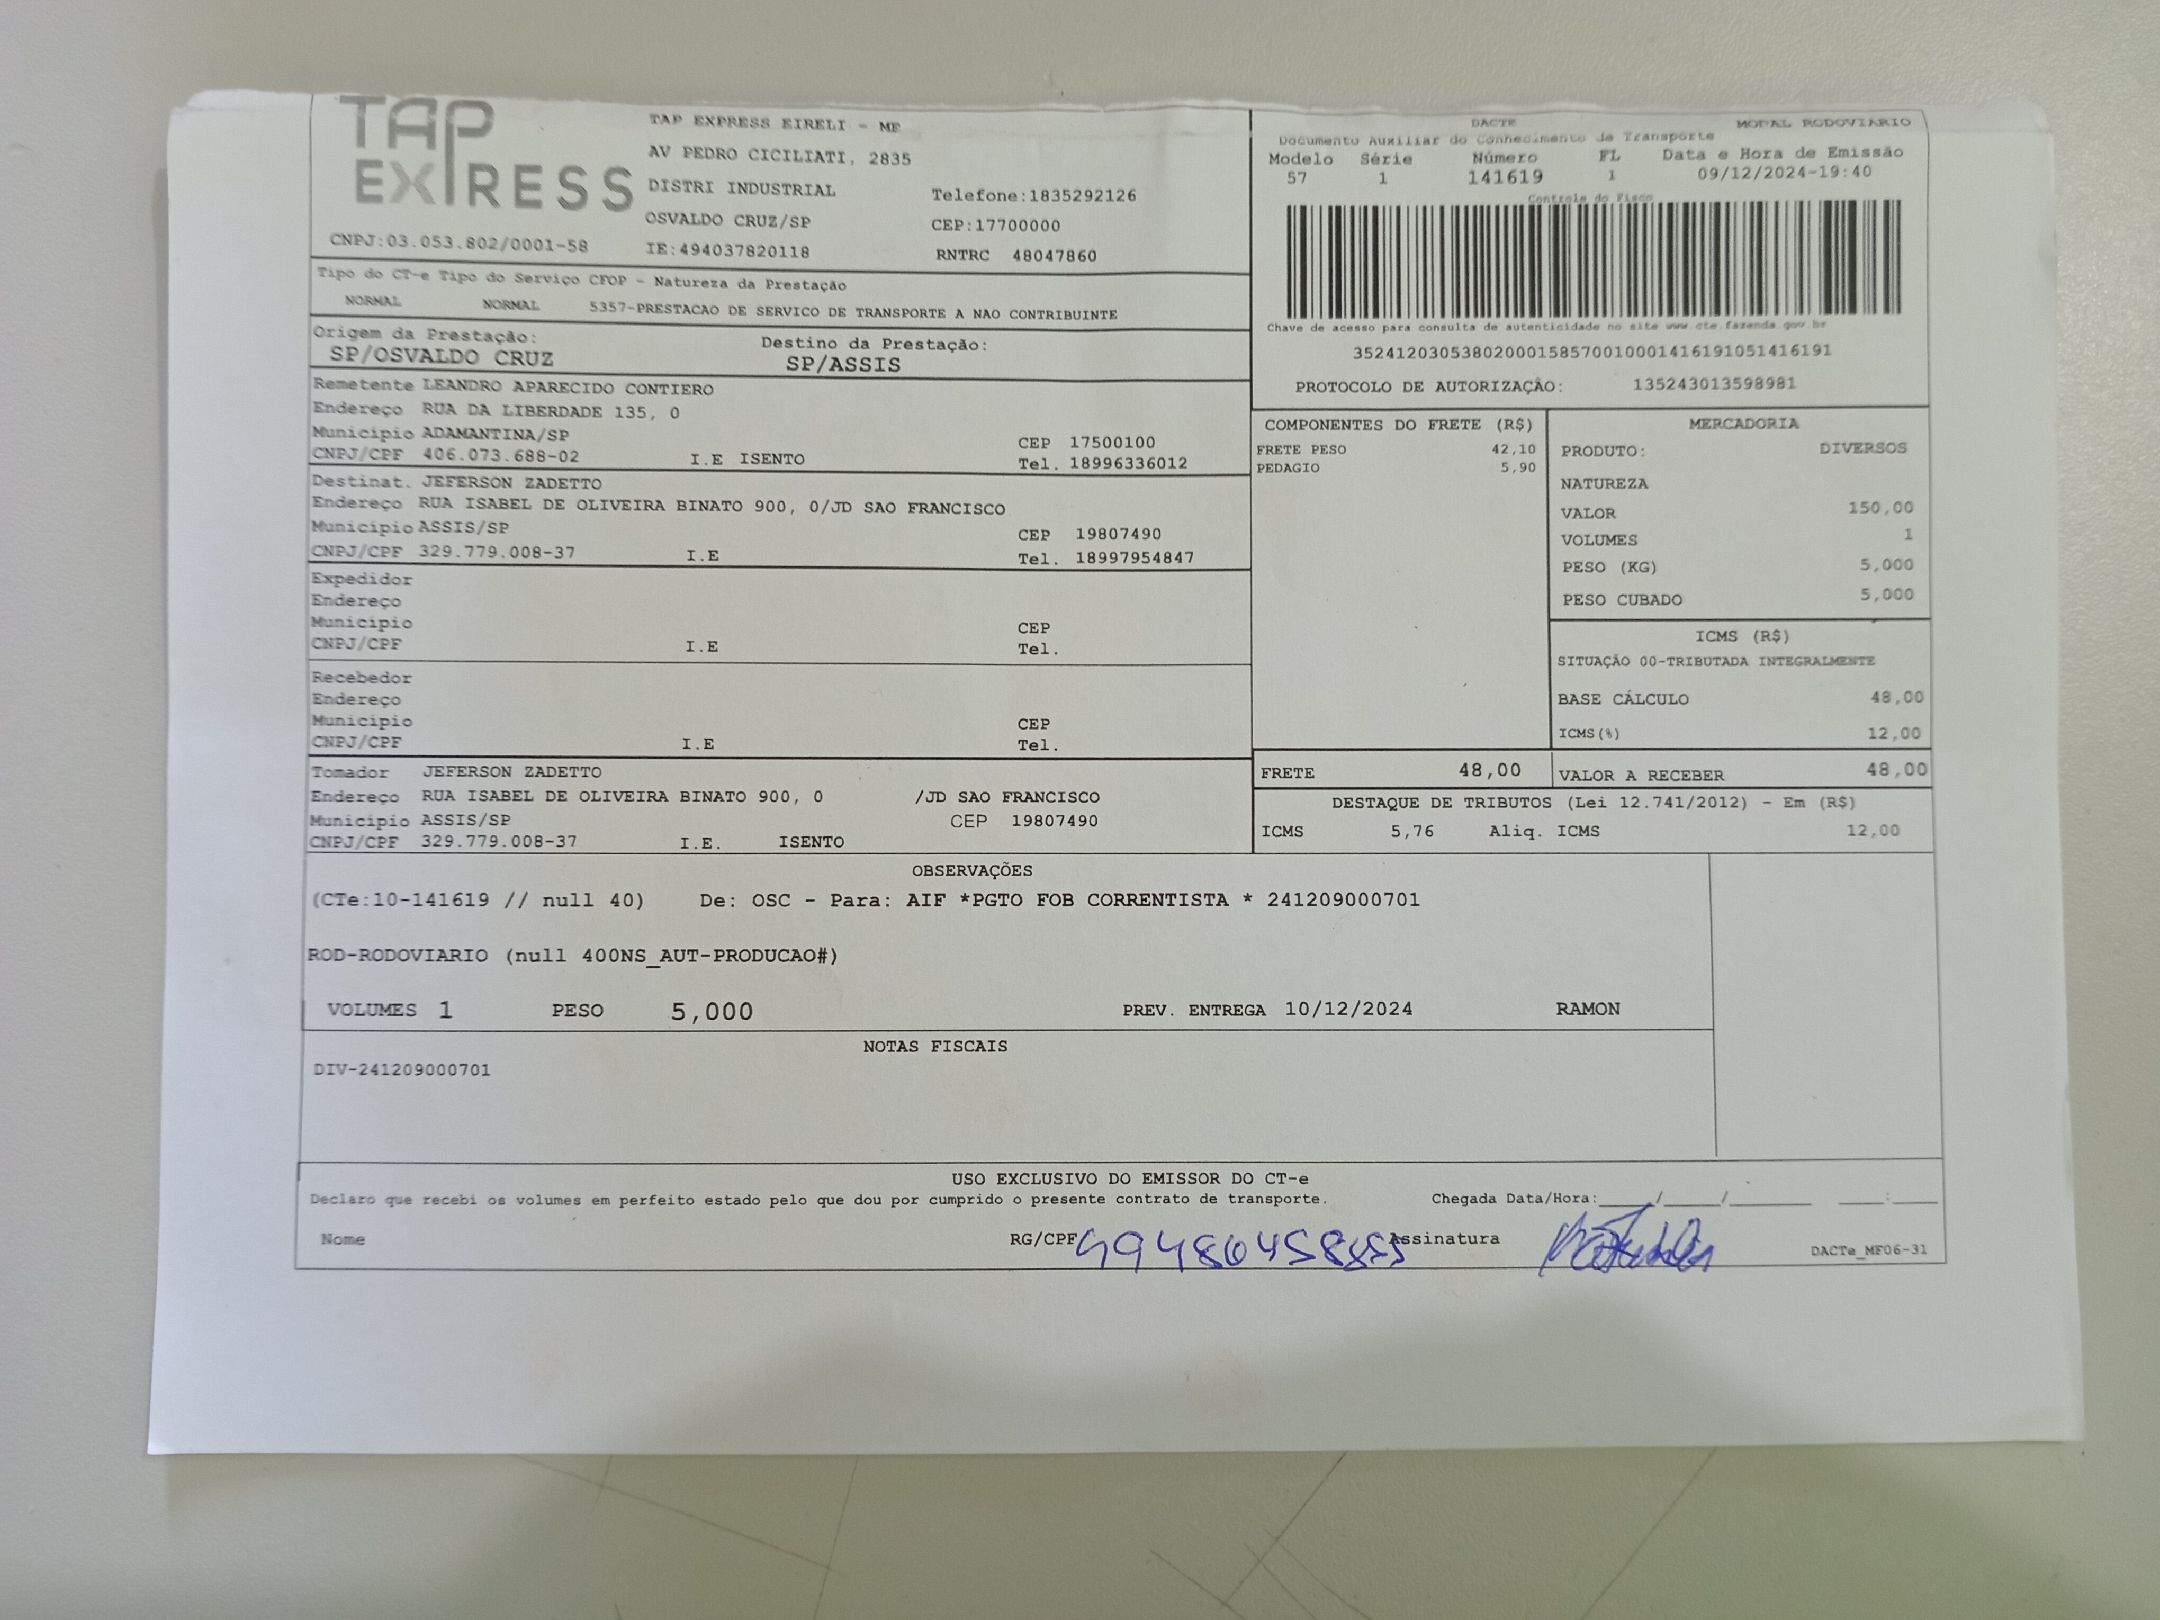 TAP
EXPRESS
TAP EXPRESS EIRELI - ME
AV PEDRO CICILIATI, 2835
DISTRI INDUSTRIAL
Telefone:1835292126
OSVALDO CRUZ/SP
CEP:17700000
CNPJ:03.053.802/0001-58
IE:494037820118
RNTRC 48047860
DACTE
MODAL RODOVIARIO
Documento Auxiliar do Conhecimento de Transporte
Modelo Série Número FL Data e Hora de Emissão
57 1 141619 1 09/12/2024-19:40
Controle do Fisco
Chave de acesso para consulta de autenticidade no site www.cte.fazenda.gov.br
35241203053802000158570010001416191051416191
PROTOCOLO DE AUTORIZAÇÃO: 135243013598981
Tipo do CT-e Tipo do Serviço CFOP - Natureza da Prestação
NORMAL NORMAL 5357-PRESTACAO DE SERVICO DE TRANSPORTE A NAO CONTRIBUINTE
Origem da Prestação: Destino da Prestação:
SP/OSVALDO CRUZ SP/ASSIS
Remetente LEANDRO APARECIDO CONTIERO
Endereço RUA DA LIBERDADE 135, 0
Municipio ADAMANTINA/SP CEP 17500100
CNPJ/CPF 406.073.688-02 I.E ISENTO Tel. 18996336012
Destinat. JEFERSON ZADETTO
Endereço RUA ISABEL DE OLIVEIRA BINATO 900, 0/JD SAO FRANCISCO
Municipio ASSIS/SP CEP 19807490
CNPJ/CPF 329.779.008-37 I.E Tel. 18997954847
Expedidor
Endereço
Municipio CEP
CNPJ/CPF I.E Tel.
Recebedor
Endereço
Municipio CEP
CNPJ/CPF I.E Tel.
Tomador JEFERSON ZADETTO
Endereço RUA ISABEL DE OLIVEIRA BINATO 900, 0 /JD SAO FRANCISCO
Municipio ASSIS/SP CEP 19807490
CNPJ/CPF 329.779.008-37 I.E. ISENTO
COMPONENTES DO FRETE (R$)
FRETE PESO 42,10
PEDAGIO 5,90
MERCADORIA
PRODUTO: DIVERSOS
NATUREZA
VALOR 150,00
VOLUMES 1
PESO (KG) 5,000
PESO CUBADO 5,000
ICMS (R$)
SITUAÇÃO 00-TRIBUTADA INTEGRALMENTE
BASE CÁLCULO 48,00
ICMS(%) 12,00
FRETE 48,00 VALOR A RECEBER 48,00
DESTAQUE DE TRIBUTOS (Lei 12.741/2012) - Em (R$)
ICMS 5,76 Aliq. ICMS 12,00
OBSERVAÇÕES
(CTe:10-141619 // null 40) De: OSC - Para: AIF *PGTO FOB CORRENTISTA * 241209000701
ROD-RODOVIARIO (null 400NS_AUT-PRODUCAO#)
VOLUMES 1 PESO 5,000 PREV. ENTREGA 10/12/2024 RAMON
NOTAS FISCAIS
DIV-241209000701
USO EXCLUSIVO DO EMISSOR DO CT-e
Declaro que recebi os volumes em perfeito estado pelo que dou por cumprido o presente contrato de transporte. Chegada Data/Hora:____/_____/_______ ____:____
Nome RG/CPF Assinatura
DACTe_MF06-31